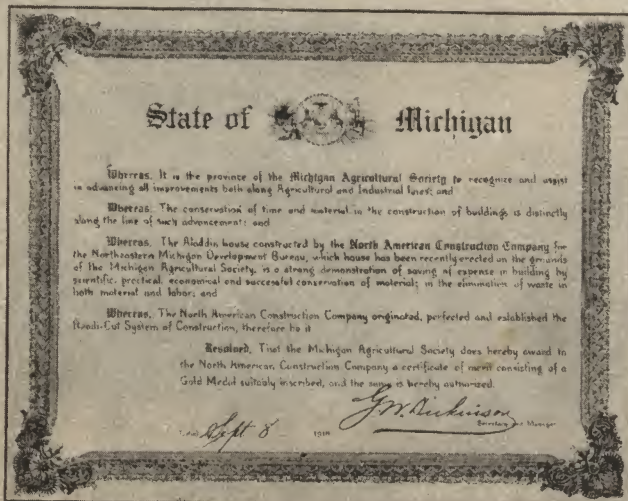 State of Michigan
Whereas, It is the province of the Michigan Agricultural Society to recognize and assist
in advancing all improvements both along Agricultural and Industrial lines; and
Whereas, The conservation of time and material in the construction of buildings is distinctly
along the line of such advancement; and
Whereas, The Aladdin house constructed by the North American Construction Company for
the Northeastern Michigan Development Bureau, which house has been recently erected on the grounds
of the Michigan Agricultural Society, is a strong demonstration of saving of expense in building by
scientific, practical, economical and successful conservation of material; in the elimination of waste in
both material and labor; and
Whereas, The North American Construction Company originated, perfected and established the
Readi-Cut System of Construction, therefore be it
Resolved, That the Michigan Agricultural Society does hereby award to
the North American Construction Company a certificate of merit consisting of a
Gold Medal suitably inscribed, and the same is hereby authorized.
G.W. Dickinson
Secretary and Manager
Sept 8